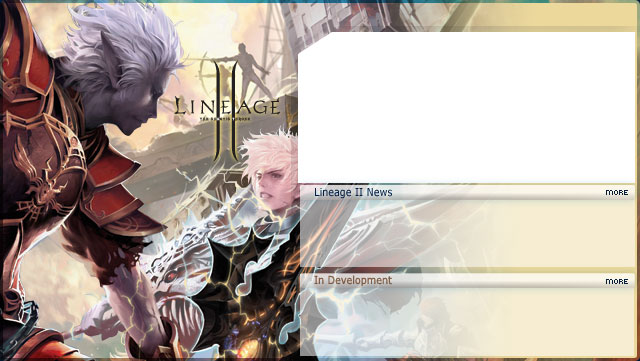 LINEAGE II
Lineage II News
MORE
In Development
MORE